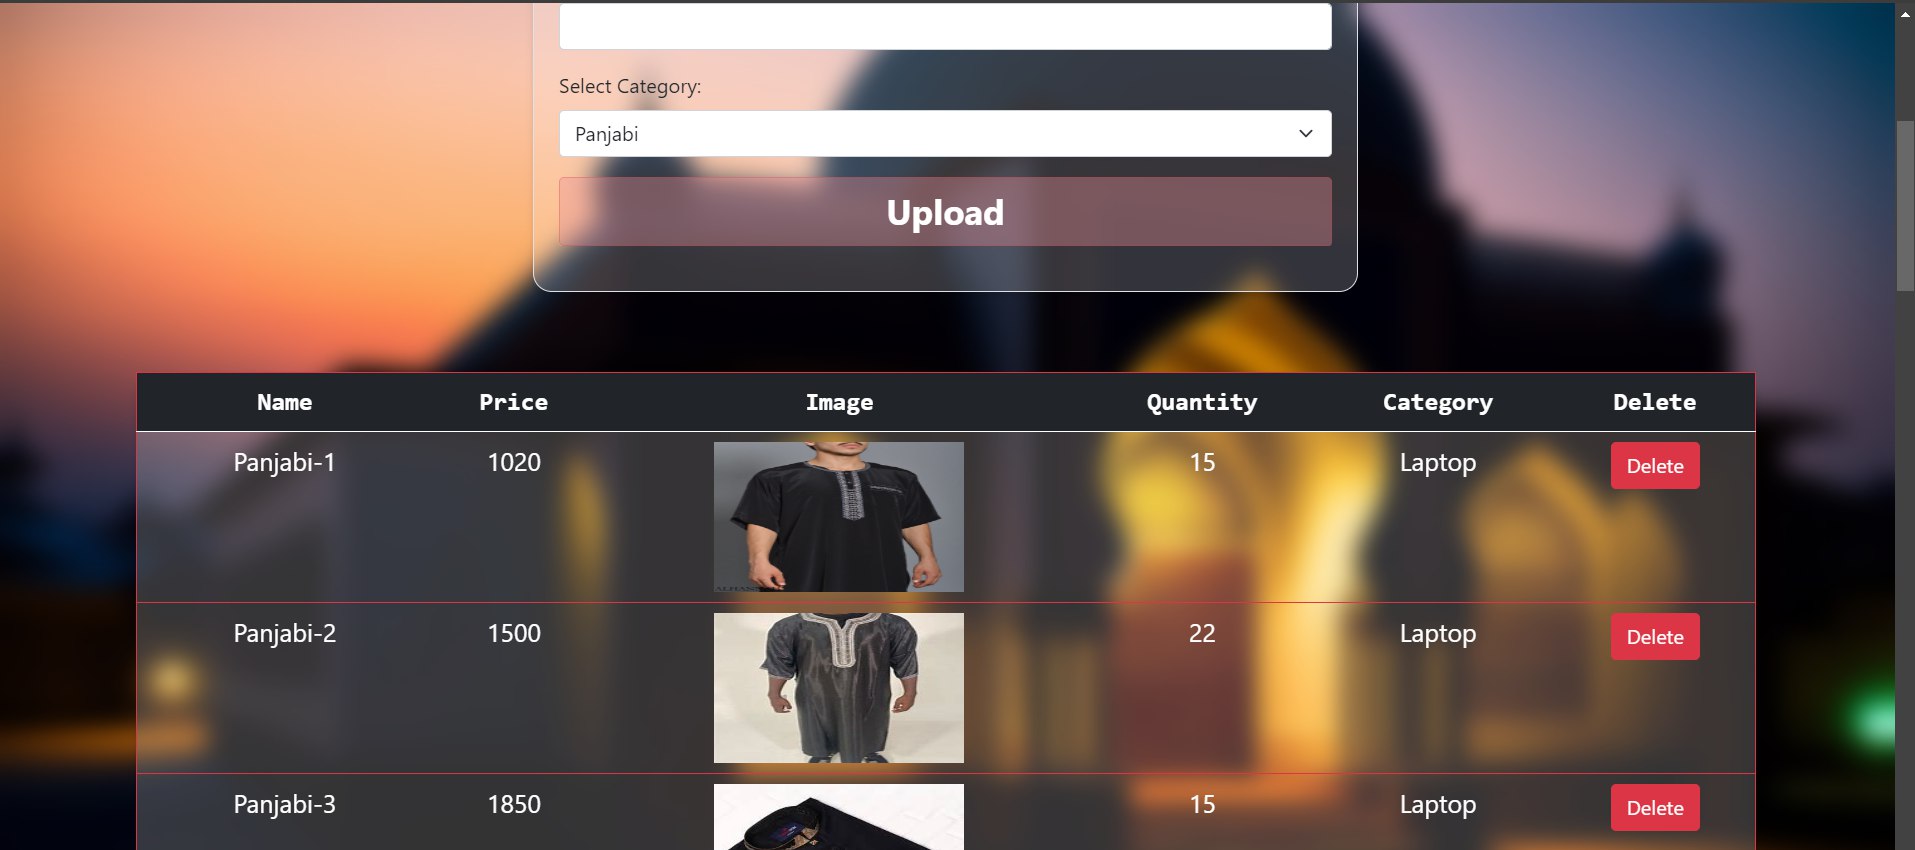 Select Category:
Panjabi
Upload
Name Price Image Quantity Category Delete
Panjabi-1 1020 15 Laptop Delete
Panjabi-2 1500 22 Laptop Delete
Panjabi-3 1850 15 Laptop Delete